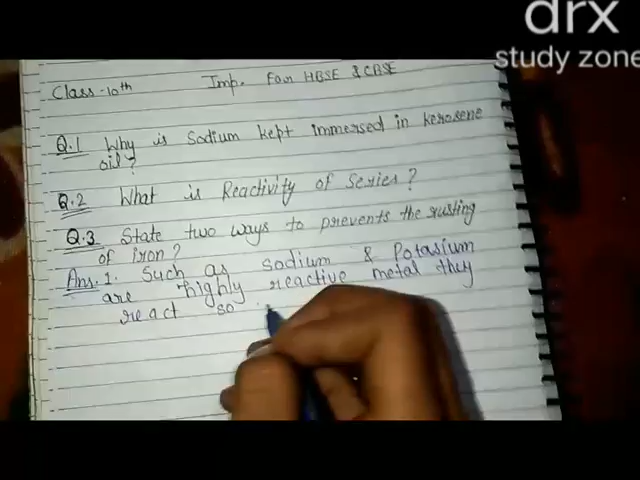 drx
study zone
Class-10th Imp. For HBSE & CBSE
Q.1 Why is Sodium kept immersed in kerosene
oil?
Q.2 What is Reactivity of Series?
Q.3 State two ways to prevents the rusting
of iron?
Ans. 1. Such as sodium & Potasium
are highly reactive metal they
react so